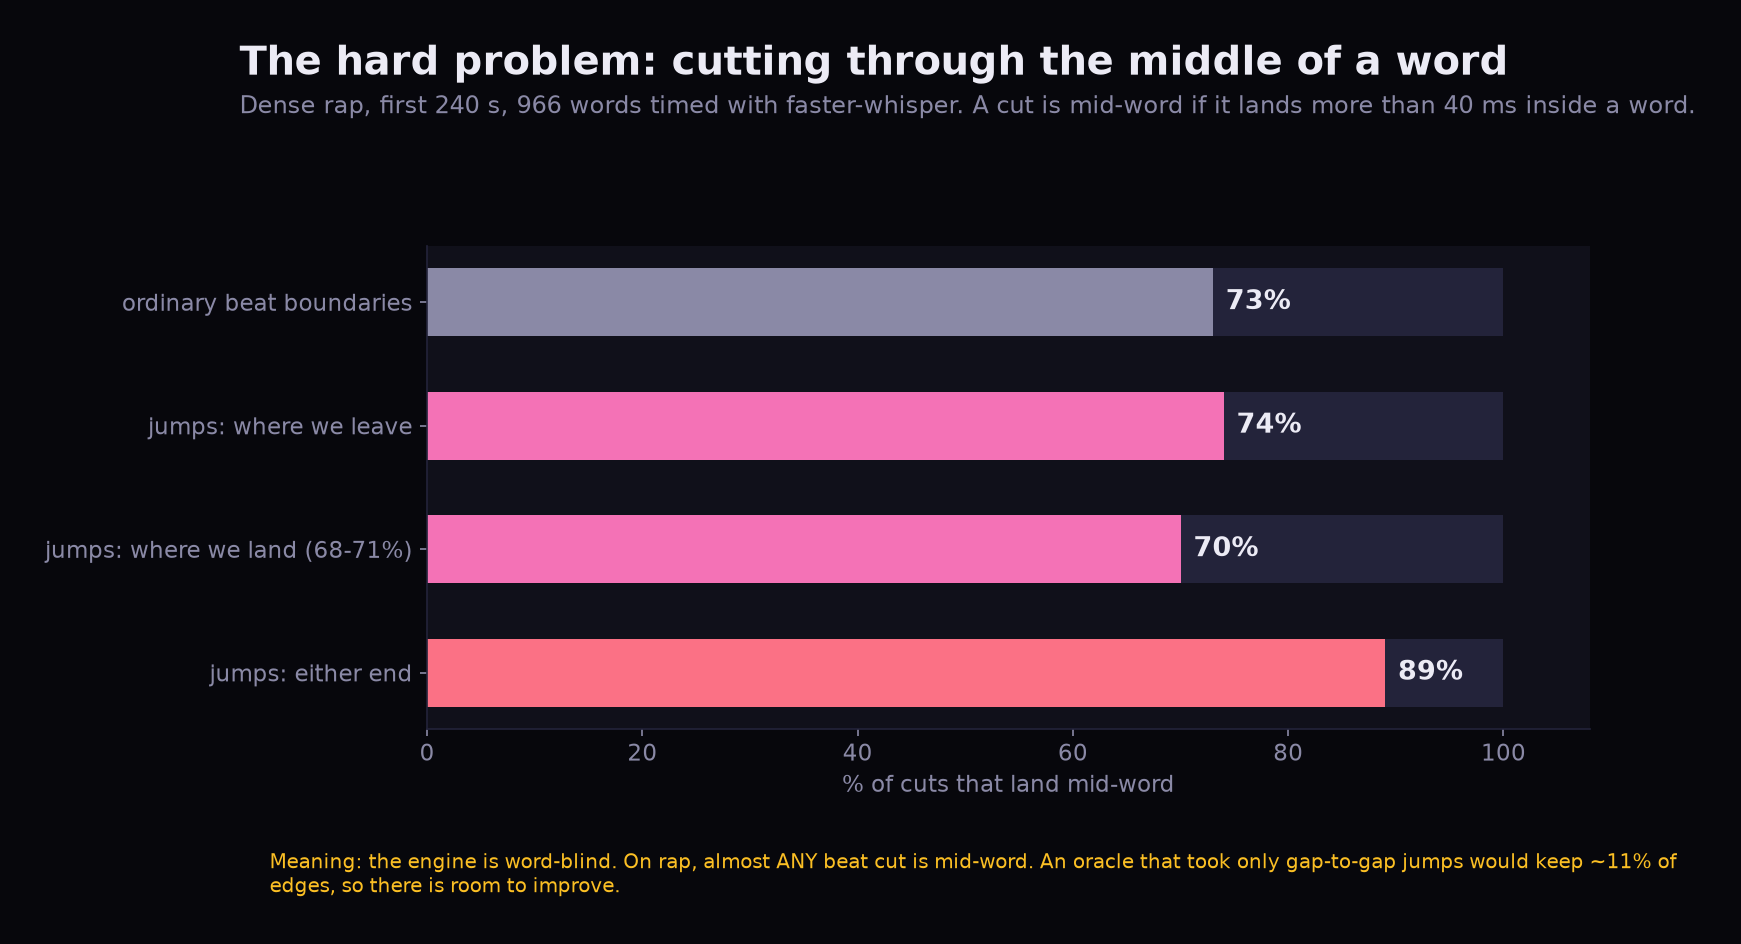 The hard problem: cutting through the middle of a word
Dense rap, first 240 s, 966 words timed with faster-whisper. A cut is mid-word if it lands more than 40 ms inside a word.
ordinary beat boundaries
73%
jumps: where we leave
74%
jumps: where we land (68-71%)
70%
jumps: either end
89%
0 20 40 60 80 100
% of cuts that land mid-word
Meaning: the engine is word-blind. On rap, almost ANY beat cut is mid-word. An oracle that took only gap-to-gap jumps would keep ~11% of
edges, so there is room to improve.